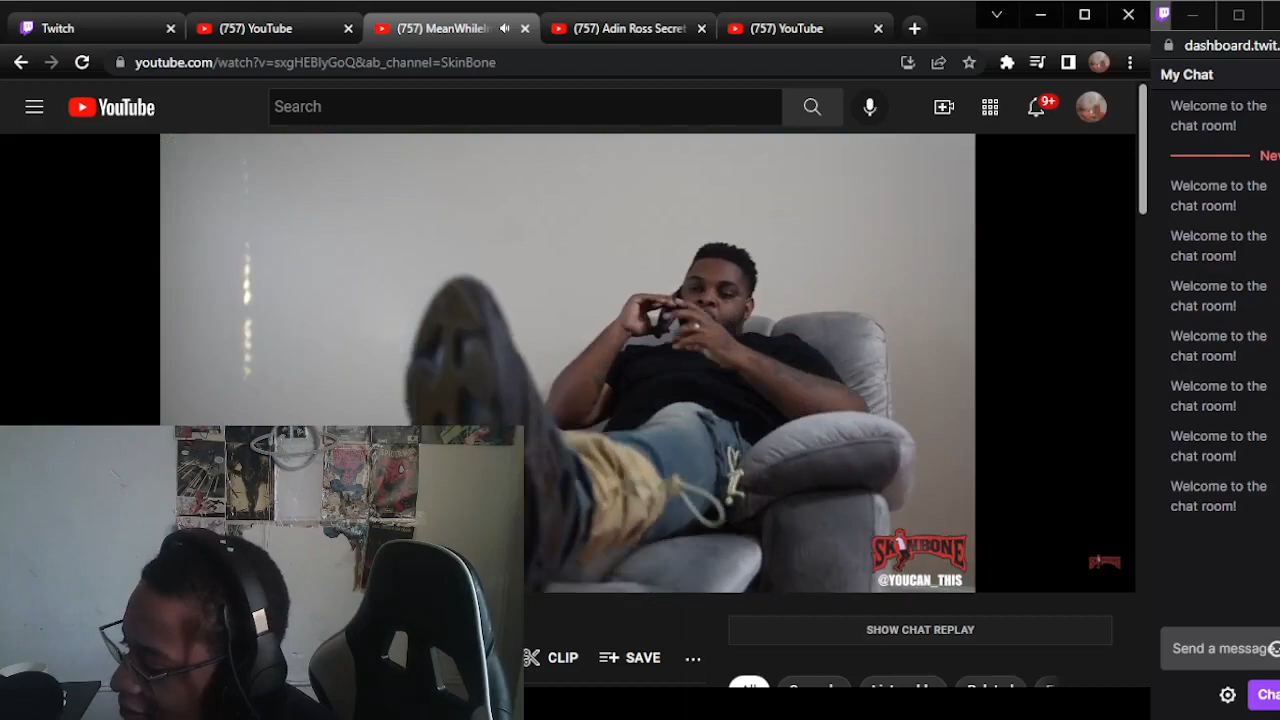 Twitch
(757) YouTube
(757) MeanWhileIn
(757) Adin Ross Secret
(757) YouTube
youtube.com/watch?v=sxgHEBlyGoQ&ab_channel=SkinBone
dashboard.twit.
My Chat
YouTube
Search
9+
Welcome to the
chat room!
New
Welcome to the
chat room!
Welcome to the
chat room!
Welcome to the
chat room!
Welcome to the
chat room!
Welcome to the
chat room!
Welcome to the
chat room!
Welcome to the
chat room!
SKINBONE
@YOUCAN_THIS
SHOW CHAT REPLAY
CLIP
SAVE
Send a message
Cha